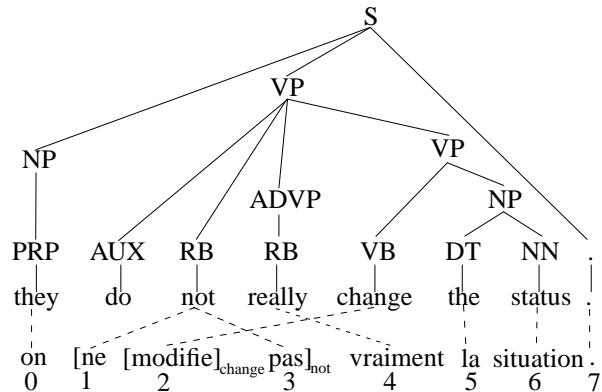 S
VP
NP VP
ADVP NP
PRP AUX RB RB VB DT NN .
they do not really change the status .
on [ne [modifie]change pas]not vraiment la situation .
0 1 2 3 4 5 6 7